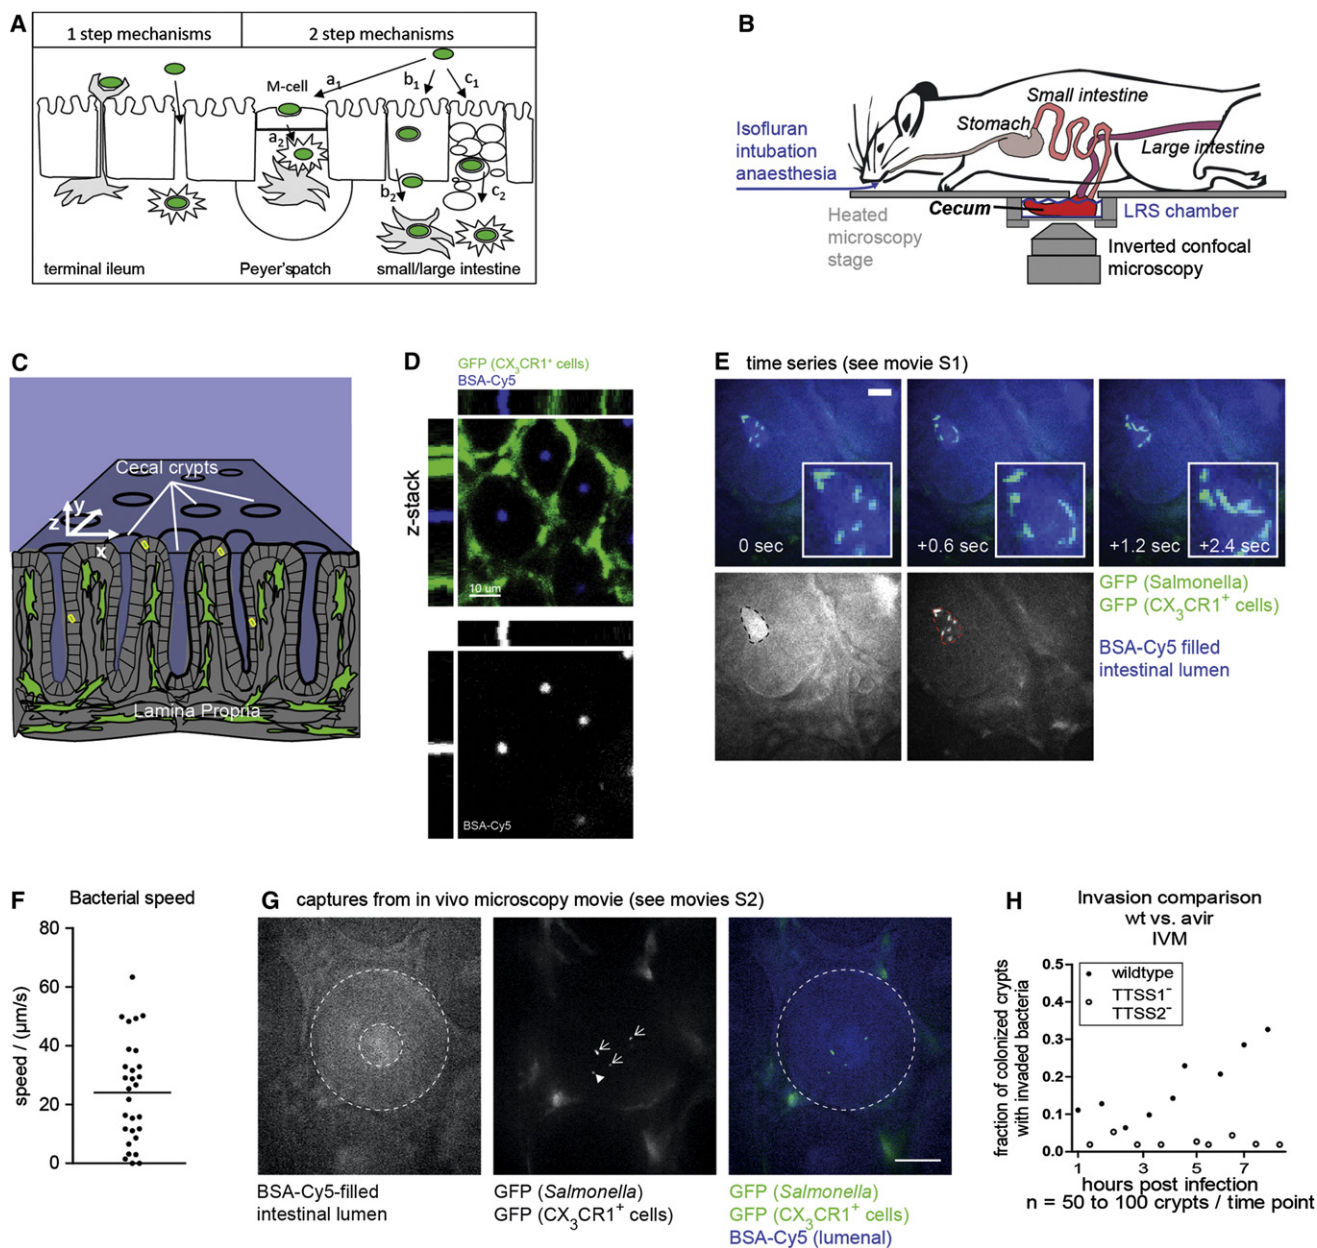 A
1 step mechanisms
2 step mechanisms
M-cell
a1
b1
c1
a2
b2
c2
terminal ileum
Peyer'spatch
small/large intestine
B
Isofluran
intubation
anaesthesia
Stomach
Small intestine
Large intestine
Cecum
LRS chamber
Heated
microscopy
stage
Inverted confocal
microscopy
C
Cecal crypts
z
y
x
Lamina Propria
D
GFP (CX3CR1+ cells)
BSA-Cy5
z-stack
10 um
BSA-Cy5
E
time series (see movie S1)
0 sec
+0.6 sec
+1.2 sec
+2.4 sec
GFP (Salmonella)
GFP (CX3CR1+ cells)
BSA-Cy5 filled
intestinal lumen
F
Bacterial speed
speed / (µm/s)
80
60
40
20
0
G
captures from in vivo microscopy movie (see movies S2)
BSA-Cy5-filled
intestinal lumen
GFP (Salmonella)
GFP (CX3CR1+ cells)
GFP (Salmonella)
GFP (CX3CR1+ cells)
BSA-Cy5 (lumenal)
H
Invasion comparison
wt vs. avir
IVM
fraction of colonized crypts
with invaded bacteria
0.5
0.4
0.3
0.2
0.1
0.0
wildtype
TTSS1-
TTSS2-
1
3
5
7
hours post infection
n = 50 to 100 crypts / time point